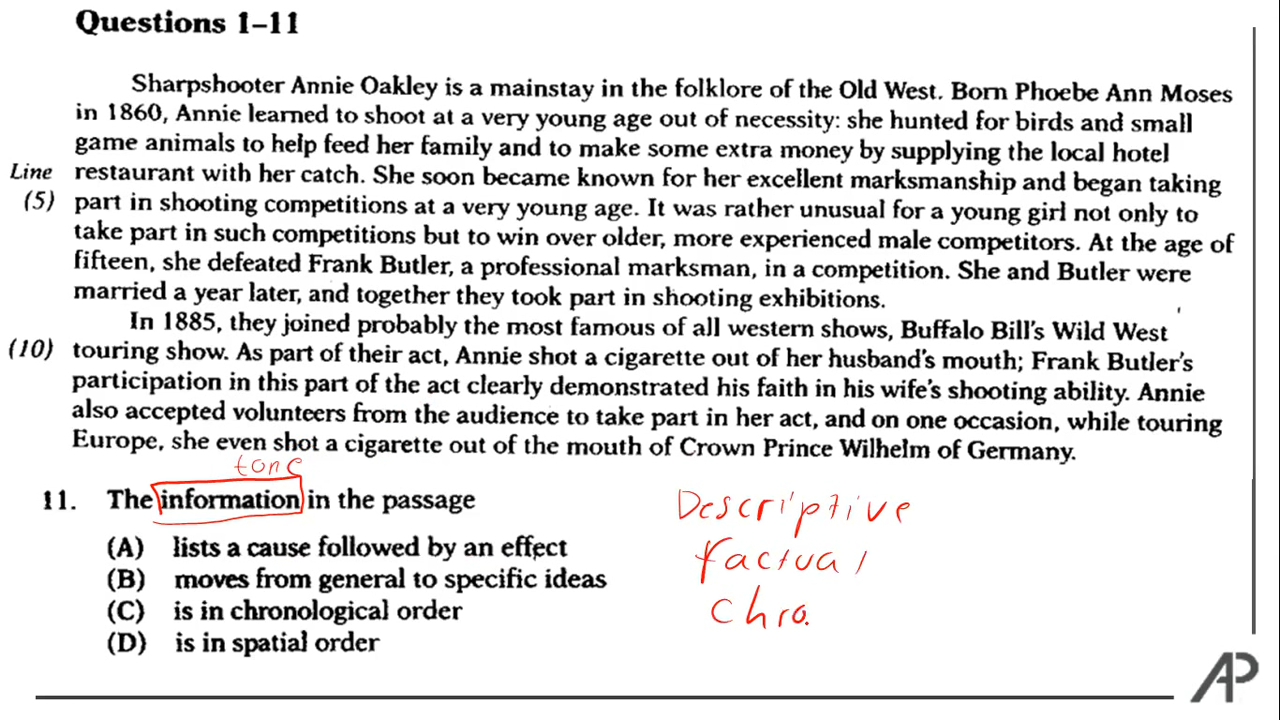 Questions 1–11
Sharpshooter Annie Oakley is a mainstay in the folklore of the Old West. Born Phoebe Ann Moses
in 1860, Annie learned to shoot at a very young age out of necessity: she hunted for birds and small
game animals to help feed her family and to make some extra money by supplying the local hotel
Line restaurant with her catch. She soon became known for her excellent marksmanship and began taking
(5) part in shooting competitions at a very young age. It was rather unusual for a young girl not only to
take part in such competitions but to win over older, more experienced male competitors. At the age of
fifteen, she defeated Frank Butler, a professional marksman, in a competition. She and Butler were
married a year later, and together they took part in shooting exhibitions.
In 1885, they joined probably the most famous of all western shows, Buffalo Bill's Wild West
(10) touring show. As part of their act, Annie shot a cigarette out of her husband's mouth; Frank Butler's
participation in this part of the act clearly demonstrated his faith in his wife's shooting ability. Annie
also accepted volunteers from the audience to take part in her act, and on one occasion, while touring
Europe, she even shot a cigarette out of the mouth of Crown Prince Wilhelm of Germany.
tone
11. The information in the passage
(A) lists a cause followed by an effect
(B) moves from general to specific ideas
(C) is in chronological order
(D) is in spatial order
Descriptive
factual
Chro.
AP